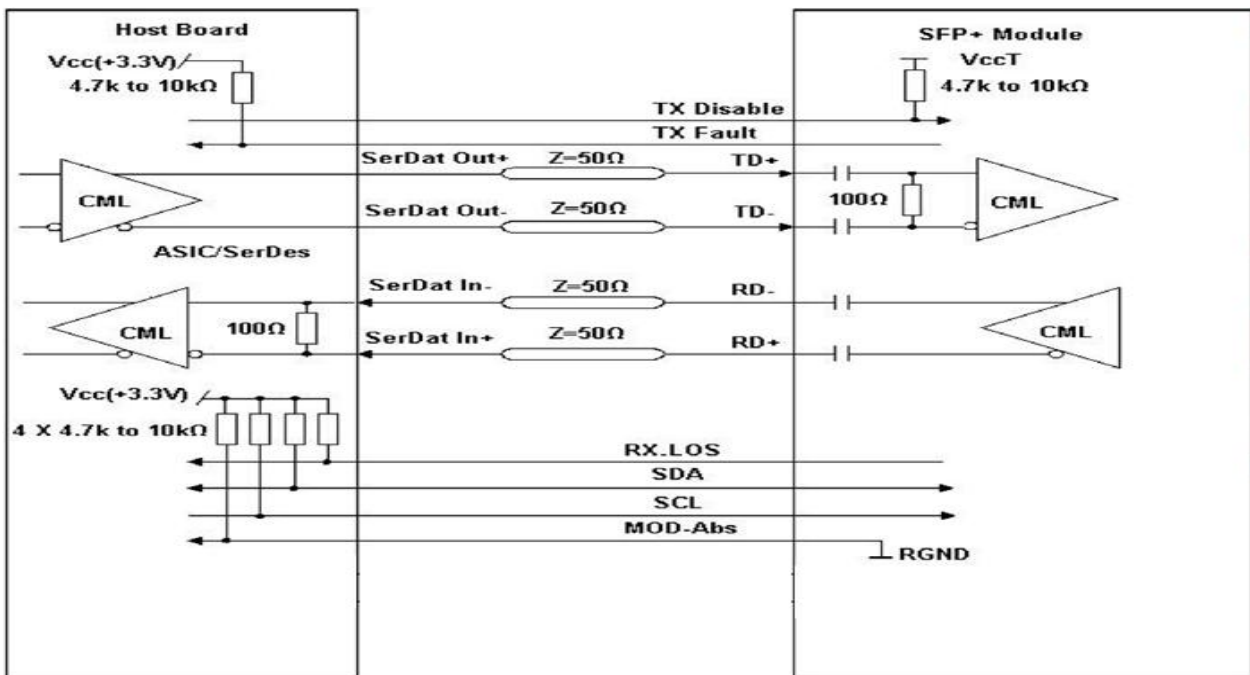 Host Board
SFP+ Module
Vcc(+3.3V)
VccT
4.7k to 10kΩ
4.7k to 10kΩ
TX Disable
TX Fault
SerDat Out+
Z=50Ω
TD+
CML
100Ω
CML
SerDat Out-
Z=50Ω
TD-
ASIC/SerDes
SerDat In-
Z=50Ω
RD-
CML
100Ω
CML
SerDat In+
Z=50Ω
RD+
Vcc(+3.3V)
4 X 4.7k to 10kΩ
RX.LOS
SDA
SCL
MOD-Abs
RGND